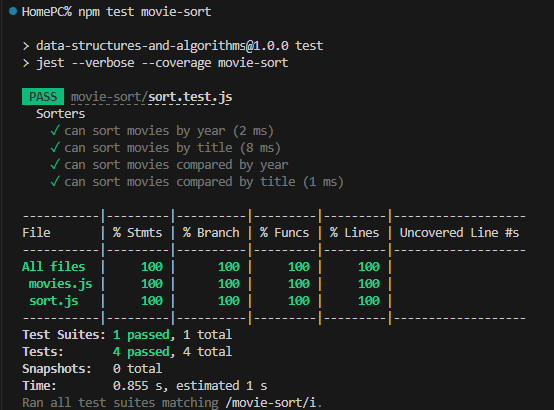 HomePC% npm test movie-sort
> data-structures-and-algorithms@1.0.0 test
> jest --verbose --coverage movie-sort
PASS movie-sort/sort.test.js
Sorters
✓ can sort movies by year (2 ms)
✓ can sort movies by title (8 ms)
✓ can sort movies compared by year
✓ can sort movies compared by title (1 ms)
-----------|---------|----------|---------|---------|-------------------
File | % Stmts | % Branch | % Funcs | % Lines | Uncovered Line #s
-----------|---------|----------|---------|---------|-------------------
All files | 100 | 100 | 100 | 100 |
movies.js | 100 | 100 | 100 | 100 |
sort.js | 100 | 100 | 100 | 100 |
-----------|---------|----------|---------|---------|-------------------
Test Suites: 1 passed, 1 total
Tests: 4 passed, 4 total
Snapshots: 0 total
Time: 0.855 s, estimated 1 s
Ran all test suites matching /movie-sort/i.